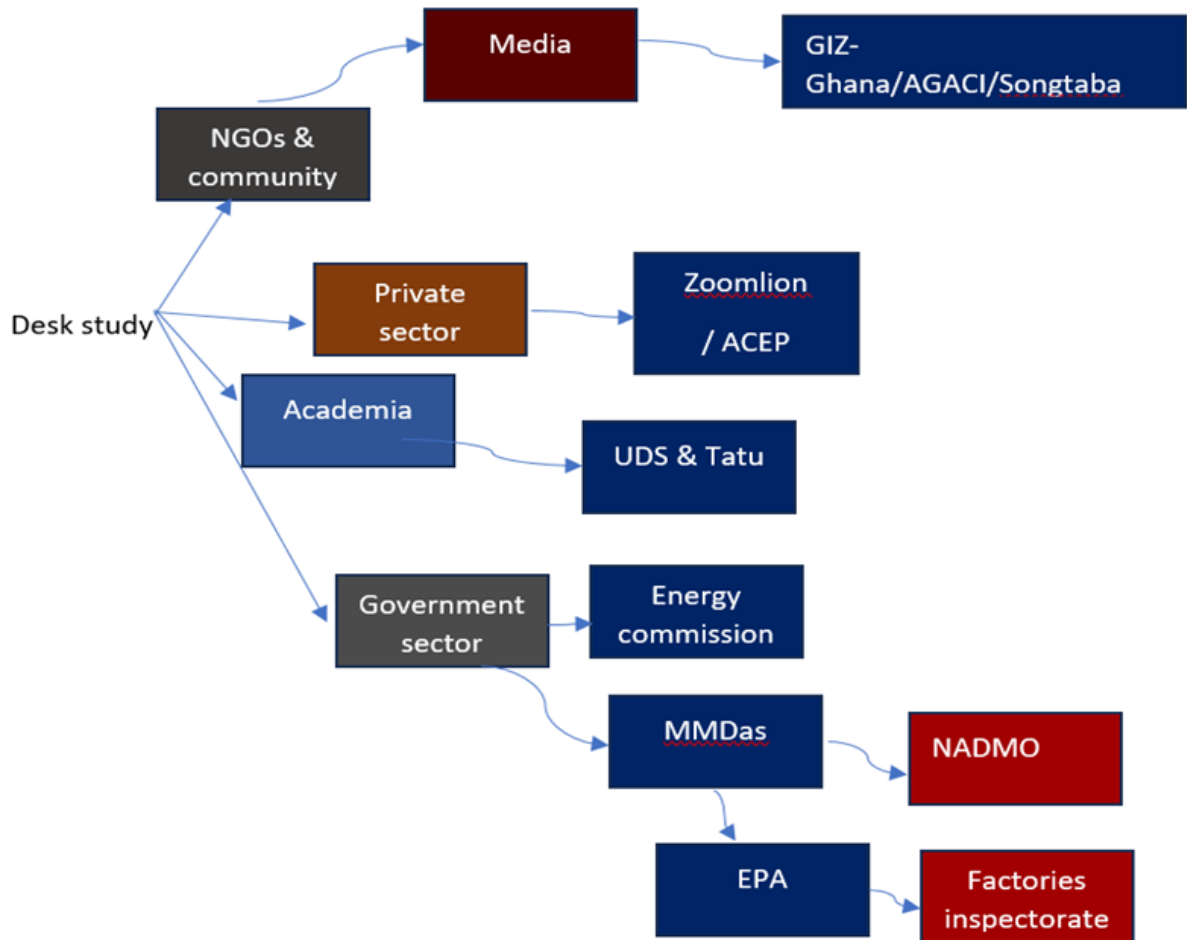 Media
GIZ-
Ghana/AGACI/Songtaba
NGOs &
community
Desk study
Private
sector
Zoomlion
/ ACEP
Academia
UDS & Tatu
Government
sector
Energy
commission
MMDas
NADMO
EPA
Factories
inspectorate